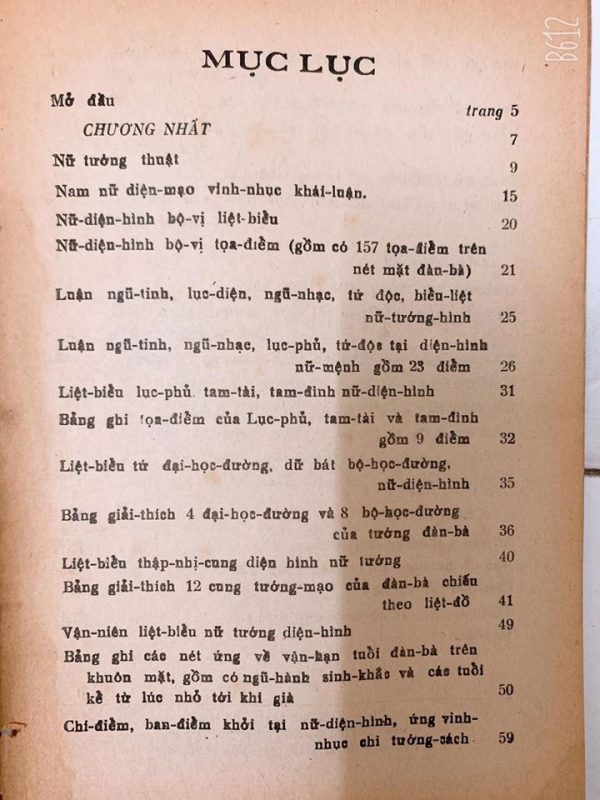 B612
MỤC LỤC
Mở đầu
trang 5
CHƯƠNG NHẤT 7
Nữ tướng thuật 9
Nam nữ diện-mạo vinh-nhục khái-luận. 15
Nữ-diện-hình bộ-vị liệt-biểu 20
Nữ-diện-hình bộ-vị tọa-điểm (gồm có 157 tọa-điểm trên
nét mặt đàn-bà) 21
Luận ngũ-tinh, lục-diện, ngũ-nhạc, tứ độc, biểu-liệt
nữ-tướng-hình 25
Luận ngũ-tinh, ngũ-nhạc, lục-phủ, tứ-độc tại diện-hình
nữ-mệnh gồm 23 điểm 26
Liệt-biểu lục-phủ, tam-tài, tam-đình nữ-diện-hình 31
Bảng ghi tọa-điểm của Lục-phủ, tam-tài và tam-đình
gồm 9 điểm 32
Liệt-biểu tứ đại-học-đường, dữ bát bộ-học-đường,
nữ-diện-hình 35
Bảng giải-thích 4 đại-học-đường và 8 bộ-học-đường
của tướng đàn-bà 36
Liệt-biểu thập-nhị-cung diện hình nữ tướng 40
Bảng giải-thích 12 cung tướng-mạo của đàn-bà chiếu
theo liệt-đồ 41
Vận-niên liệt-biểu nữ tướng diện-hình 49
Bảng ghi các nét ứng về vận-hạn tuổi đàn-bà trên
khuôn mặt, gồm có ngũ-hành sinh-khắc và các tuổi
kể từ lúc nhỏ tới khi già 50
Chí-điểm, ban-điểm khởi tại nữ-diện-hình, ứng vinh-
nhục chi tướng-cách 59